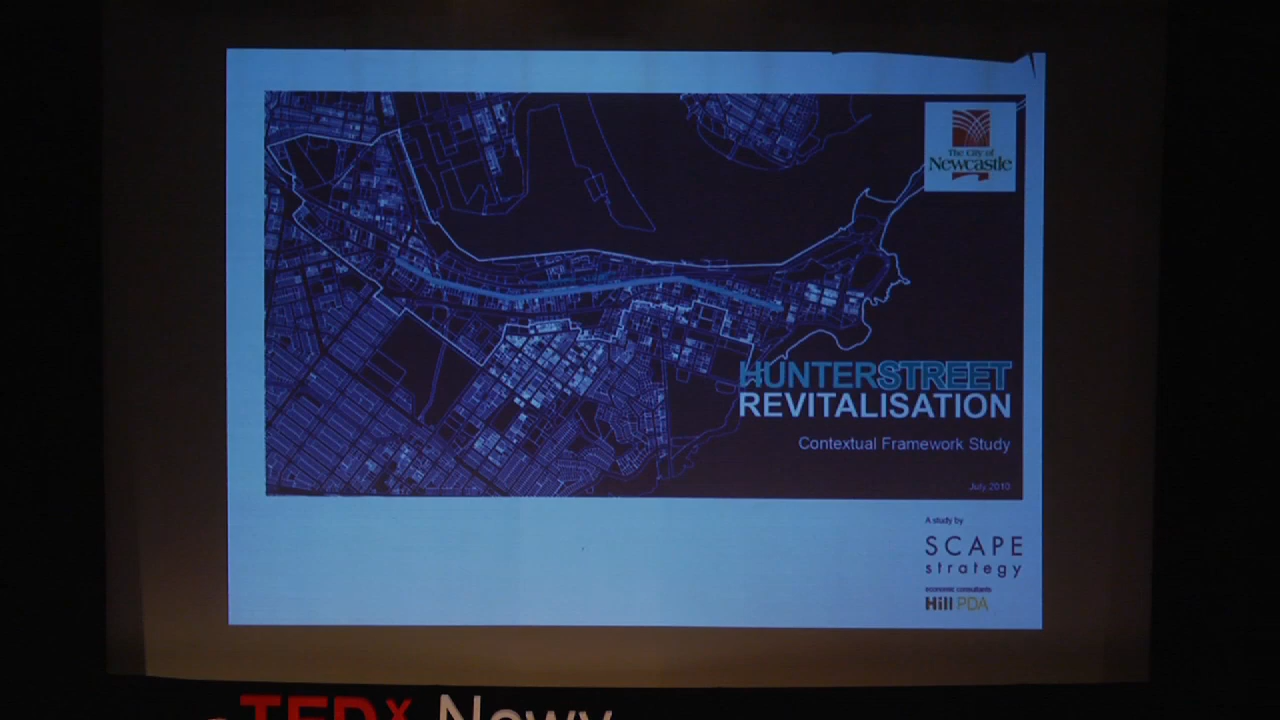 The City of
Newcastle
HUNTERSTREET
REVITALISATION
Contextual Framework Study
July 2010
A study by
SCAPE
strategy
economic consultants
Hill PDA
TEDx Newy